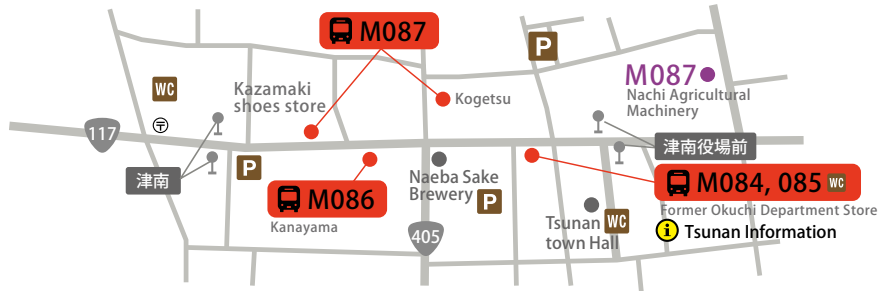 M087
P
M087
Nachi Agricultural
Machinery
WC
Kazamaki
shoes store
Kogetsu
〒
117
津南役場前
津南
P
M086
Kanayama
Naeba Sake
Brewery
P
M084, 085 WC
Former Okuchi Department Store
Tsunan
town Hall
WC
i Tsunan Information
405